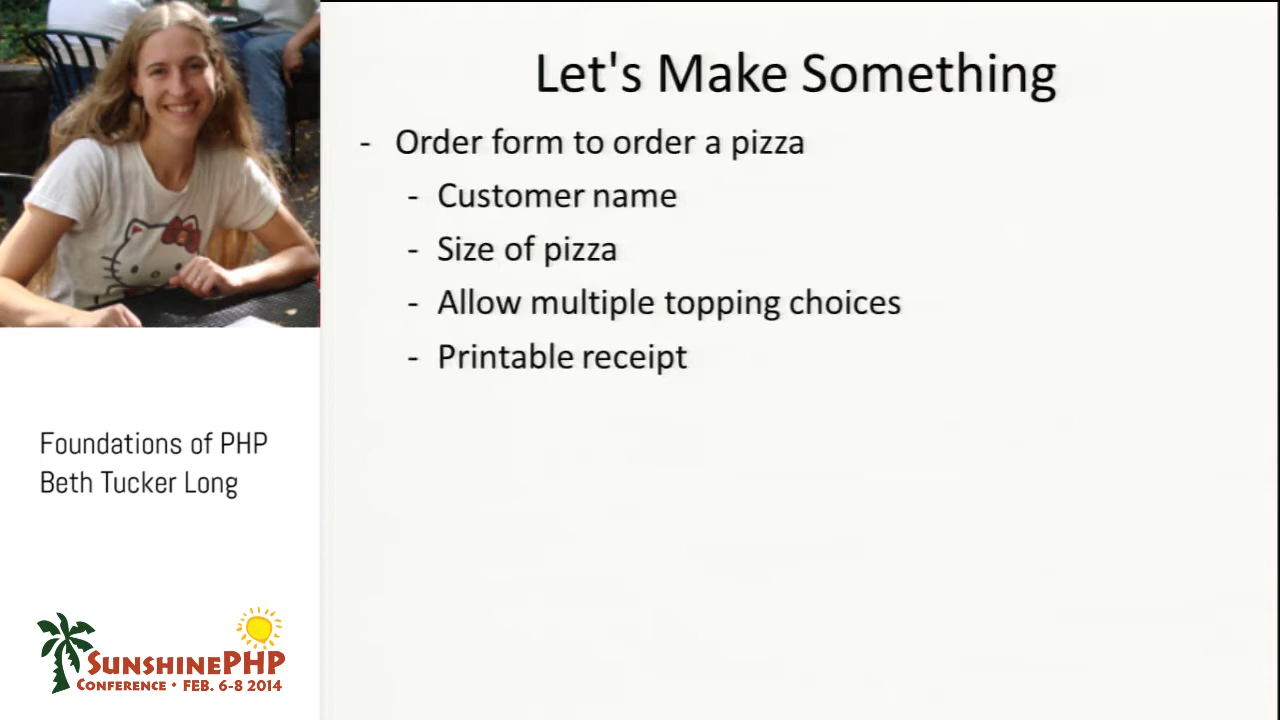 Let's Make Something
- Order form to order a pizza
- Customer name
- Size of pizza
- Allow multiple topping choices
- Printable receipt
Foundations of PHP
Beth Tucker Long
SUNSHINEPHP
CONFERENCE • FEB. 6-8 2014